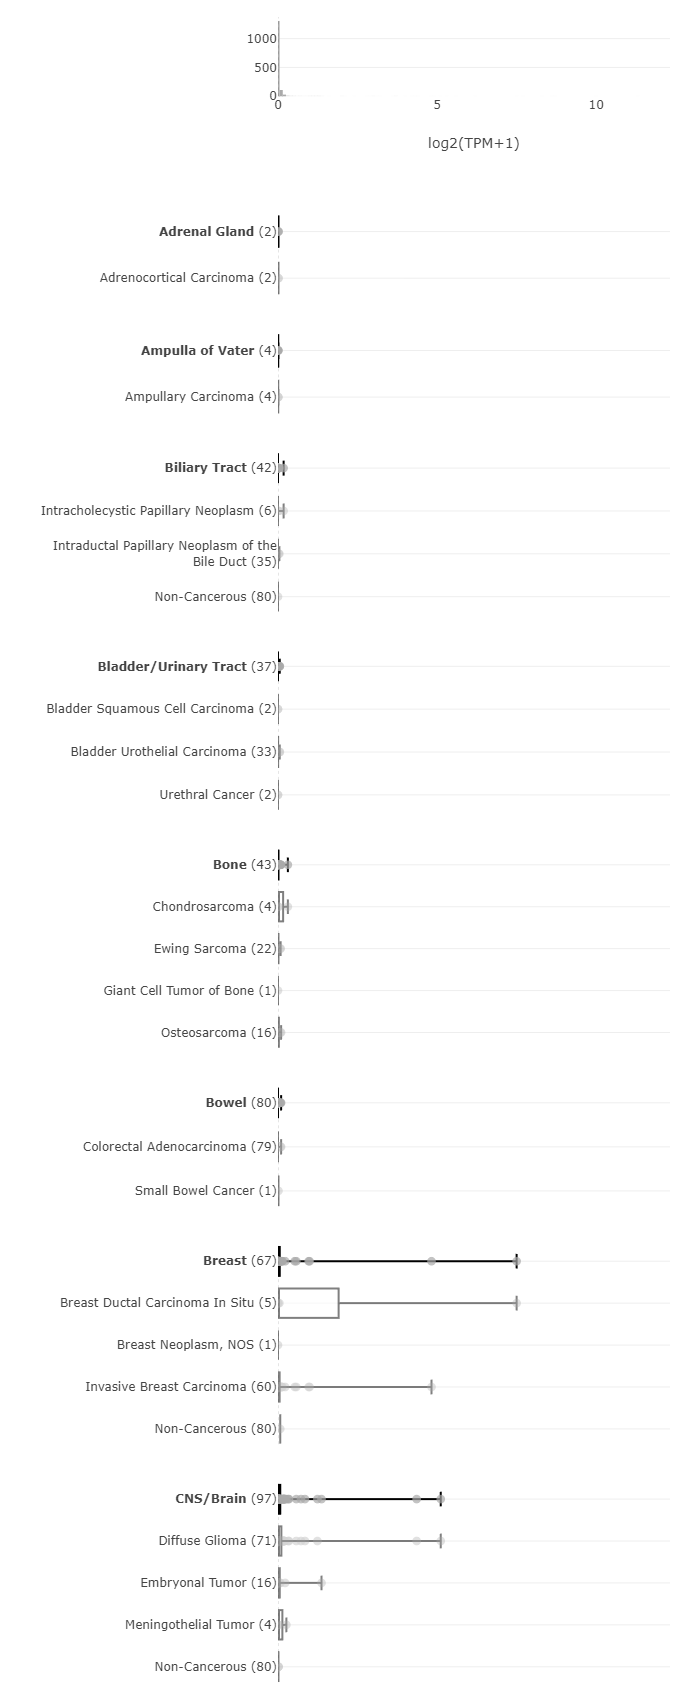 1000
500
0
0 5 10
log2(TPM+1)
Adrenal Gland (2)
Adrenocortical Carcinoma (2)
Ampulla of Vater (4)
Ampullary Carcinoma (4)
Biliary Tract (42)
Intracholecystic Papillary Neoplasm (6)
Intraductal Papillary Neoplasm of the
Bile Duct (35)
Non-Cancerous (80)
Bladder/Urinary Tract (37)
Bladder Squamous Cell Carcinoma (2)
Bladder Urothelial Carcinoma (33)
Urethral Cancer (2)
Bone (43)
Chondrosarcoma (4)
Ewing Sarcoma (22)
Giant Cell Tumor of Bone (1)
Osteosarcoma (16)
Bowel (80)
Colorectal Adenocarcinoma (79)
Small Bowel Cancer (1)
Breast (67)
Breast Ductal Carcinoma In Situ (5)
Breast Neoplasm, NOS (1)
Invasive Breast Carcinoma (60)
Non-Cancerous (80)
CNS/Brain (97)
Diffuse Glioma (71)
Embryonal Tumor (16)
Meningothelial Tumor (4)
Non-Cancerous (80)